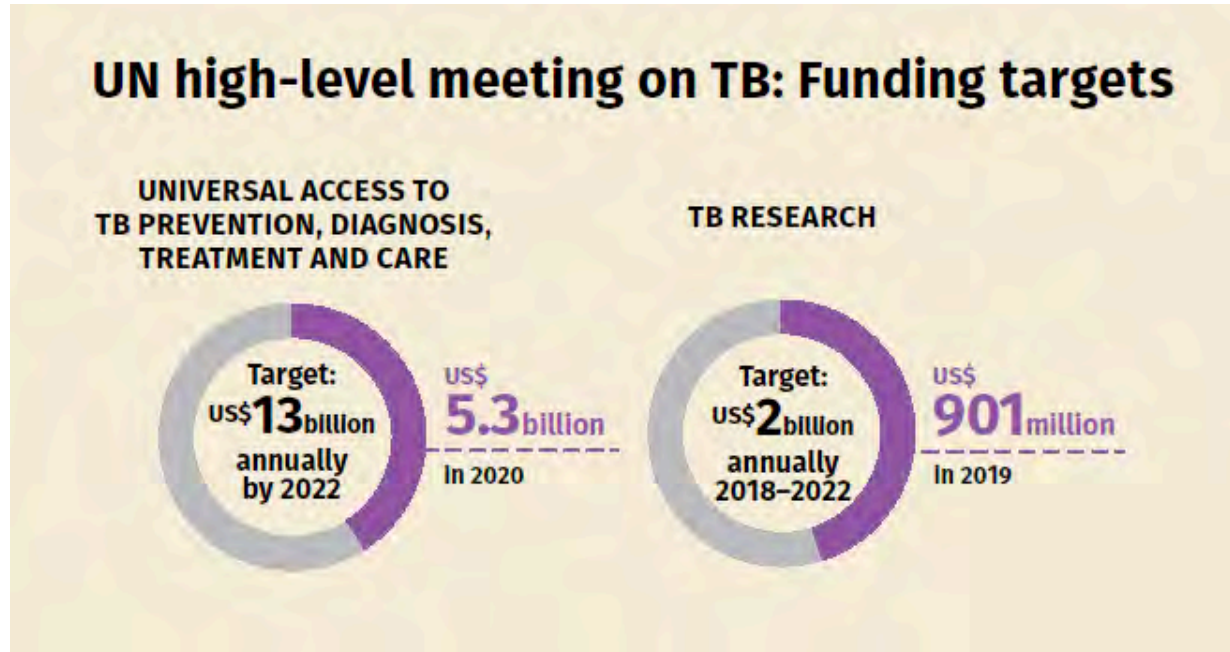 UN high-level meeting on TB: Funding targets
UNIVERSAL ACCESS TO
TB PREVENTION, DIAGNOSIS,
TREATMENT AND CARE
Target:
US$13billion
annually
by 2022
US$
5.3billion
In 2020
TB RESEARCH
Target:
US$2billion
annually
2018–2022
US$
901million
In 2019